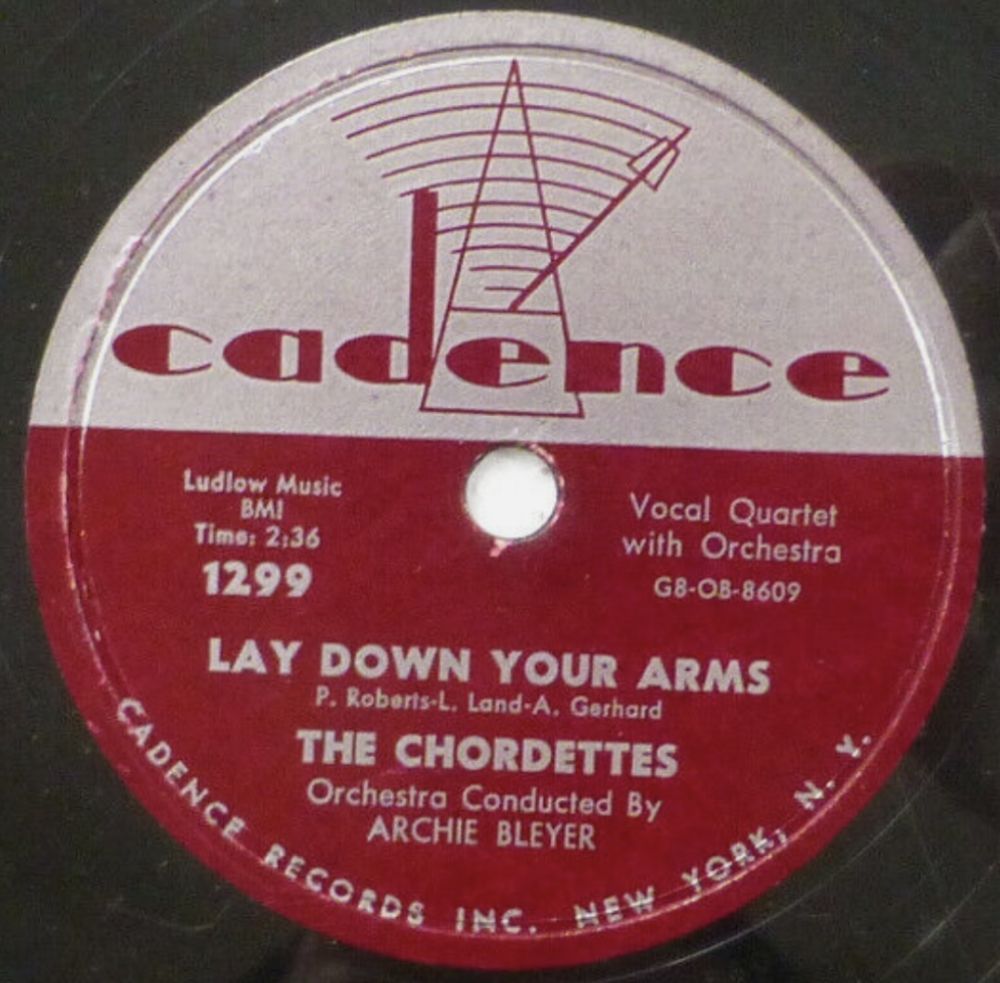 cadence
Ludlow Music
BMI
Time: 2:36
1299
Vocal Quartet
with Orchestra
G8-OB-8609
LAY DOWN YOUR ARMS
P. Roberts-L. Land-A. Gerhard
THE CHORDETTES
Orchestra Conducted By
ARCHIE BLEYER
CADENCE RECORDS INC. NEW YORK, N. Y.